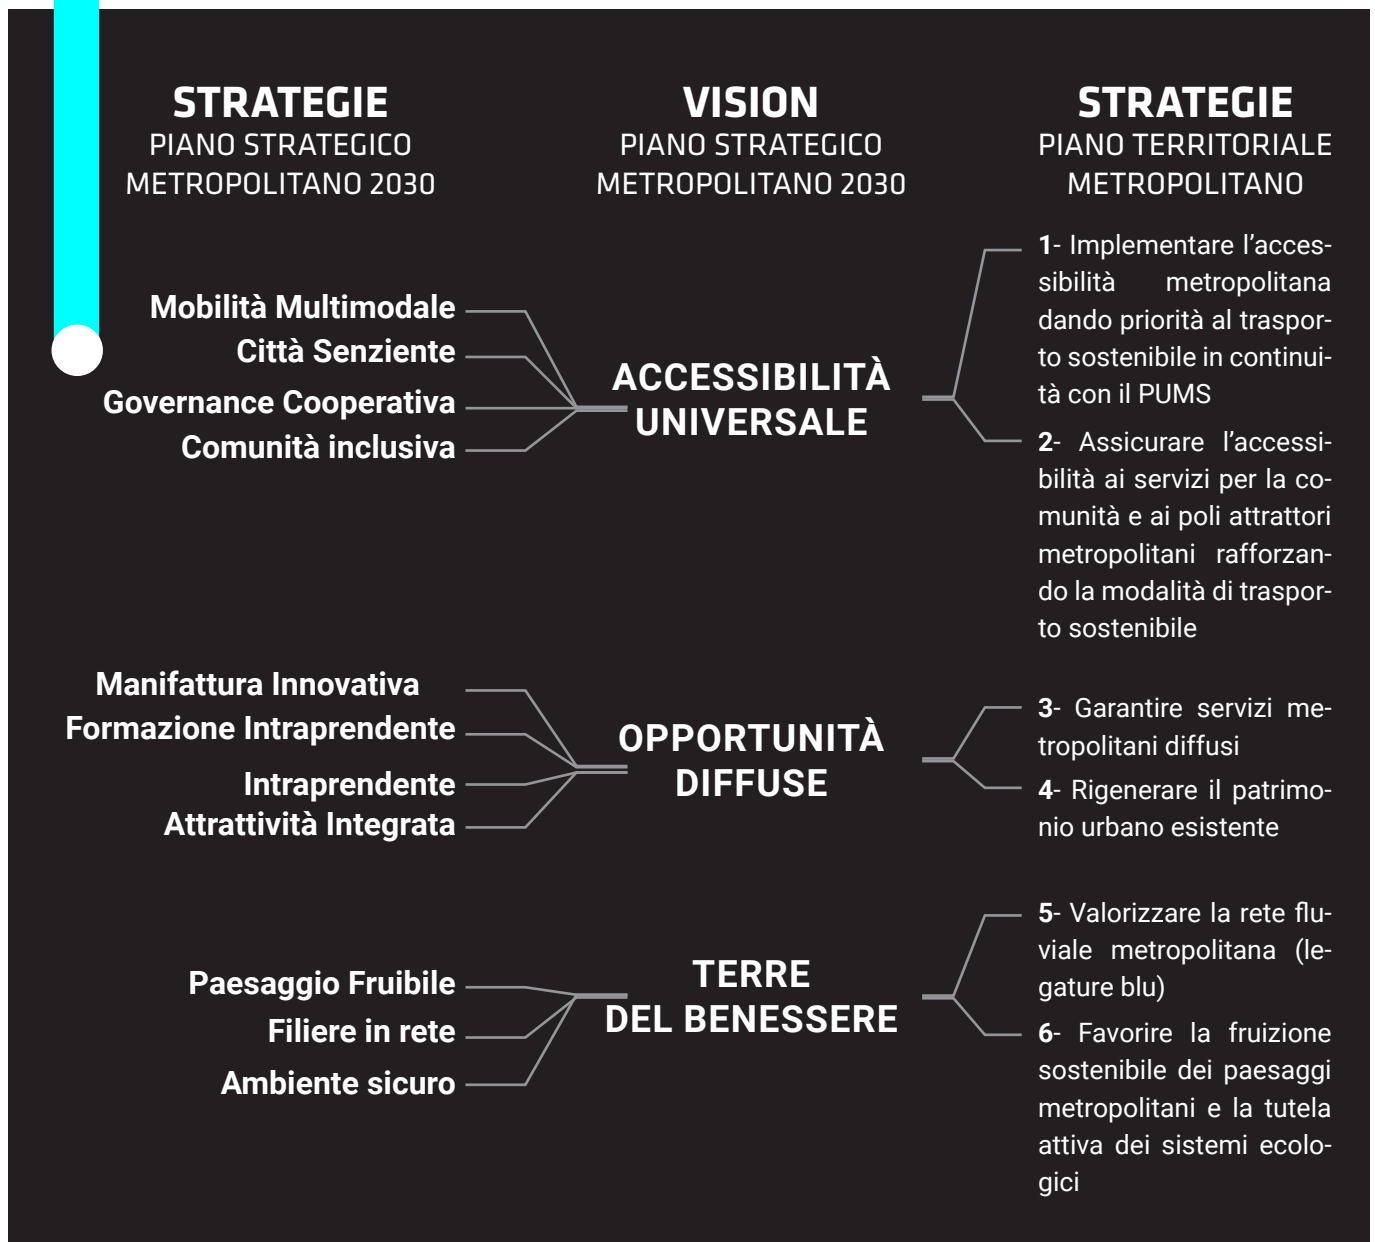 STRATEGIE
PIANO STRATEGICO
METROPOLITANO 2030
VISION
PIANO STRATEGICO
METROPOLITANO 2030
STRATEGIE
PIANO TERRITORIALE
METROPOLITANO
Mobilità Multimodale
Città Senziente
Governance Cooperativa
Comunità inclusiva
ACCESSIBILITÀ
UNIVERSALE
1- Implementare l’acces-
sibilità metropolitana
dando priorità al traspor-
to sostenibile in continui-
tà con il PUMS
2- Assicurare l’accessi-
bilità ai servizi per la co-
munità e ai poli attrattori
metropolitani rafforzan-
do la modalità di traspor-
to sostenibile
Manifattura Innovativa
Formazione Intraprendente
Intraprendente
Attrattività Integrata
OPPORTUNITÀ
DIFFUSE
3- Garantire servizi me-
tropolitani diffusi
4- Rigenerare il patrimo-
nio urbano esistente
Paesaggio Fruibile
Filiere in rete
Ambiente sicuro
TERRE
DEL BENESSERE
5- Valorizzare la rete flu-
viale metropolitana (le-
gature blu)
6- Favorire la fruizione
sostenibile dei paesaggi
metropolitani e la tutela
attiva dei sistemi ecolo-
gici